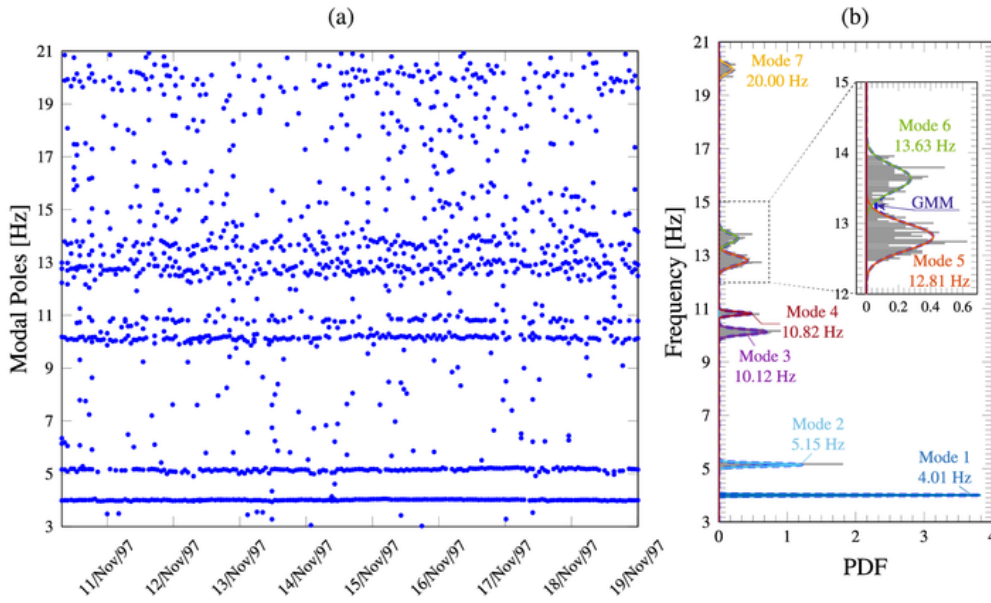 (a)
21
19
17
15
13
11
9
7
5
3
Modal Poles [Hz]
11/Nov/97
12/Nov/97
13/Nov/97
14/Nov/97
15/Nov/97
16/Nov/97
17/Nov/97
18/Nov/97
19/Nov/97
(b)
21
19
17
15
13
11
9
7
5
3
Frequency [Hz]
0
1
2
3
4
PDF
Mode 7
20.00 Hz
15
14
13
12
0
0.2
0.4
0.6
Mode 6
13.63 Hz
GMM
Mode 5
12.81 Hz
Mode 4
10.82 Hz
Mode 3
10.12 Hz
Mode 2
5.15 Hz
Mode 1
4.01 Hz